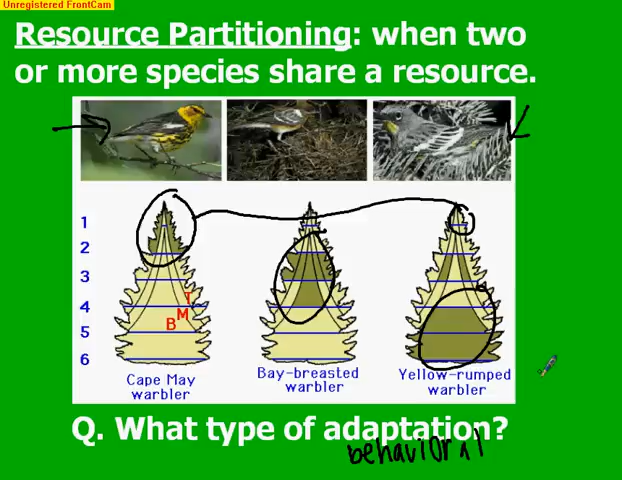 Unregistered FrontCam
Resource Partitioning: when two
or more species share a resource.
1
2
3
4
5
6
T
M
B
Cape May
warbler
Bay-breasted
warbler
Yellow-rumped
warbler
Q. What type of adaptation?
behavioral